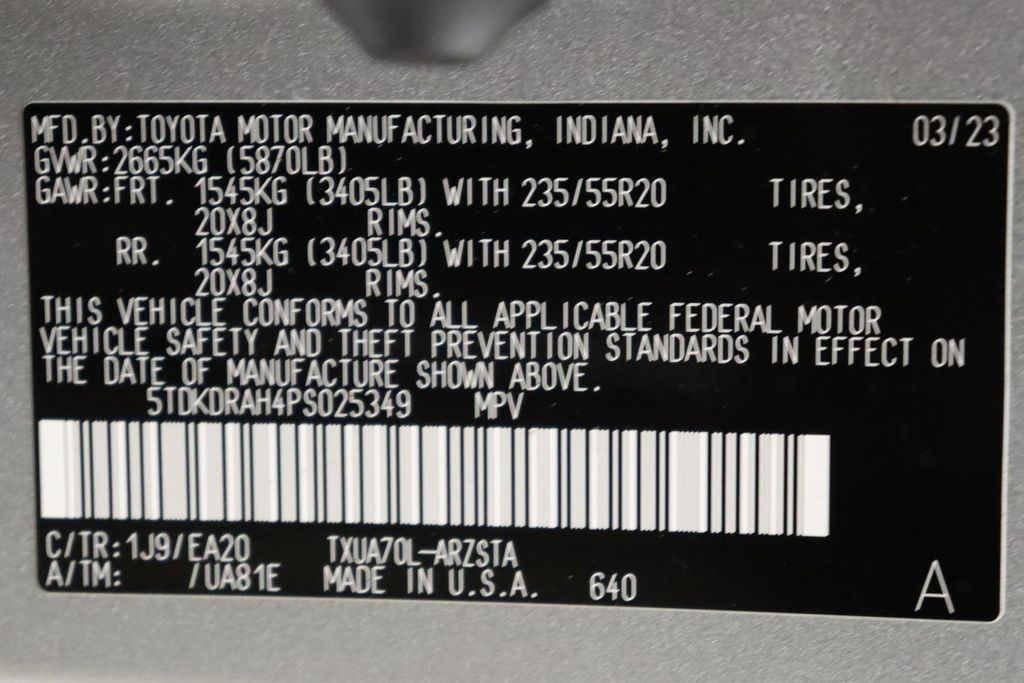 MFD.BY:TOYOTA MOTOR MANUFACTURING, INDIANA, INC. 03/23
GVWR:2665KG (5870LB)
GAWR:FRT. 1545KG (3405LB) WITH 235/55R20 TIRES,
20X8J RIMS.
RR. 1545KG (3405LB) WITH 235/55R20 TIRES,
20X8J RIMS.
THIS VEHICLE CONFORMS TO ALL APPLICABLE FEDERAL MOTOR
VEHICLE SAFETY AND THEFT PREVENTION STANDARDS IN EFFECT ON
THE DATE OF MANUFACTURE SHOWN ABOVE.
5TDKDRAH4PS025349 MPV
C/TR:1J9/EA20 TXUA70L-ARZSTA
A/TM: /UA81E MADE IN U.S.A. 640 A